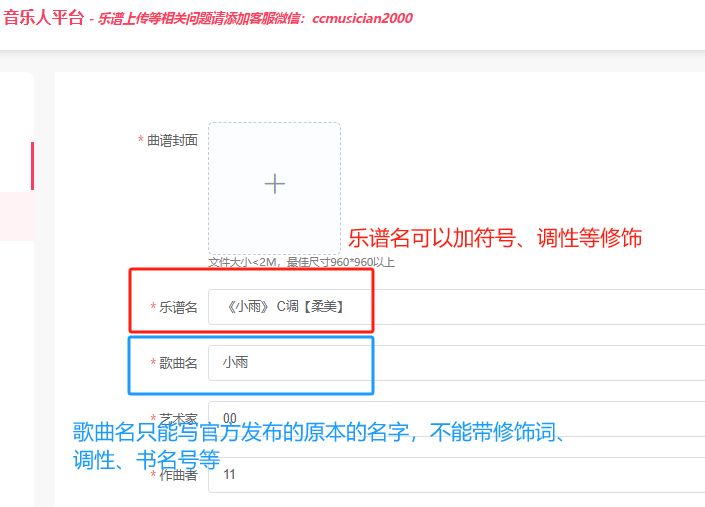 音乐人平台 - 乐谱上传等相关问题请添加客服微信：ccmusician2000
* 曲谱封面
乐谱名可以加符号、调性等修饰
文件大小<2M，最佳尺寸960*960以上
* 乐谱名 《小雨》 C调【柔美】
* 歌曲名 小雨
* 艺术家 00
歌曲名只能写官方发布的原本的名字，不能带修饰词、
调性、书名号等
* 作曲者 11